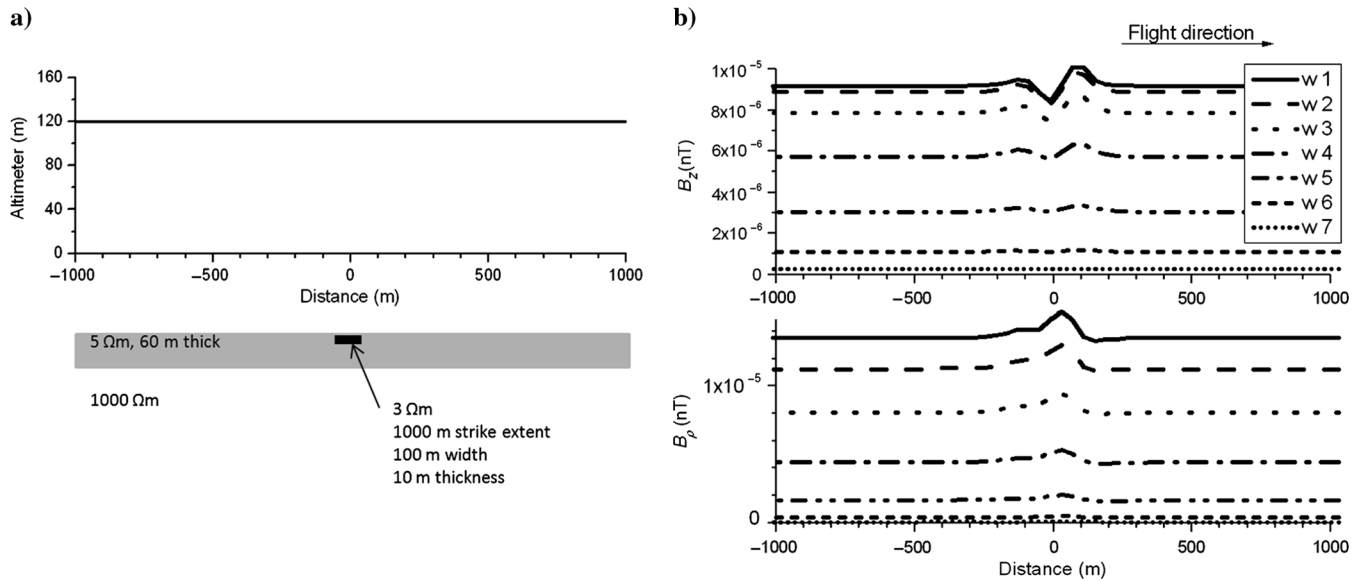 a)
160
120
80
40
0
Altimeter (m)
−1000
−500
0
500
1000
Distance (m)
5 Ωm, 60 m thick
1000 Ωm
3 Ωm
1000 m strike extent
100 m width
10 m thickness
b)
Flight direction
1x10⁻⁵
8x10⁻⁶
6x10⁻⁶
4x10⁻⁶
2x10⁻⁶
0
Bz(nT)
w 1
w 2
w 3
w 4
w 5
w 6
w 7
−1000
−500
0
500
1000
1x10⁻⁵
0
Bρ (nT)
−1000
−500
0
500
1000
Distance (m)